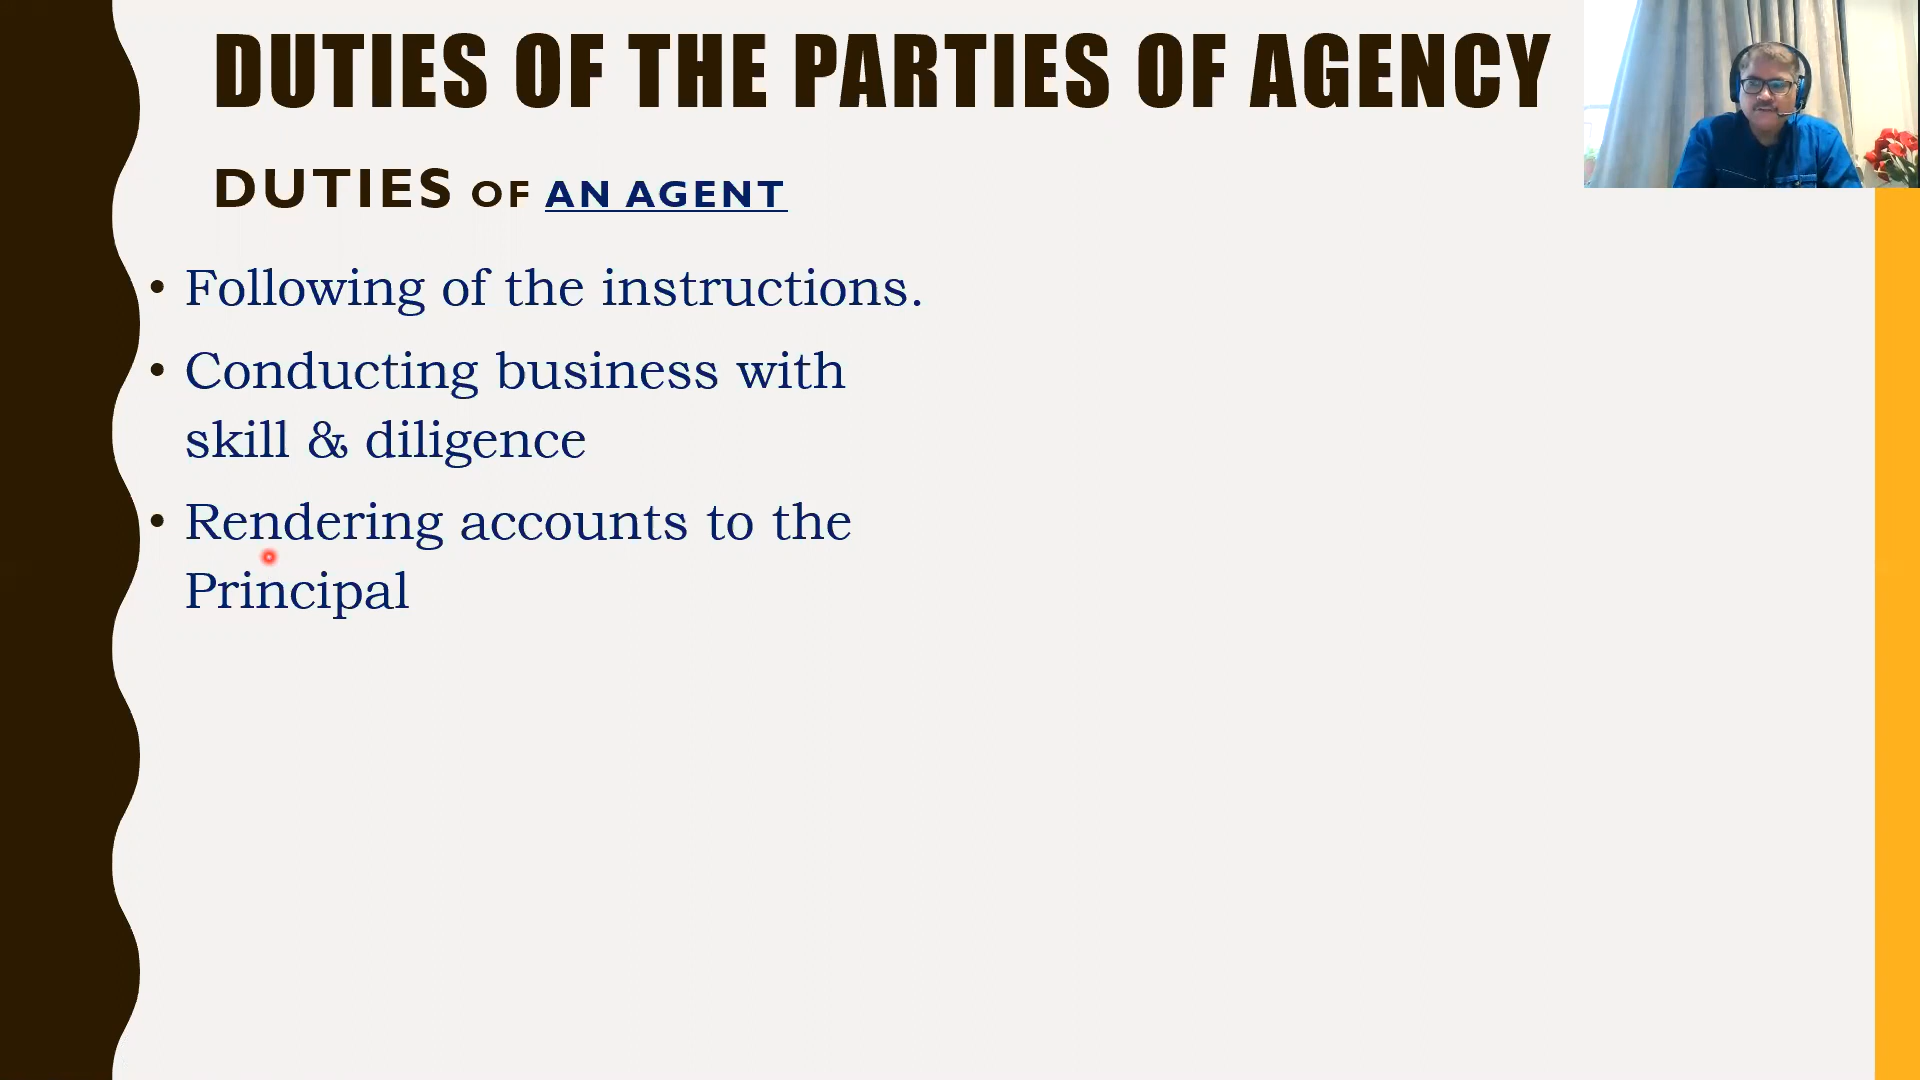 DUTIES OF THE PARTIES OF AGENCY
DUTIES OF AN AGENT
• Following of the instructions.
• Conducting business with
skill & diligence
• Rendering accounts to the
Principal